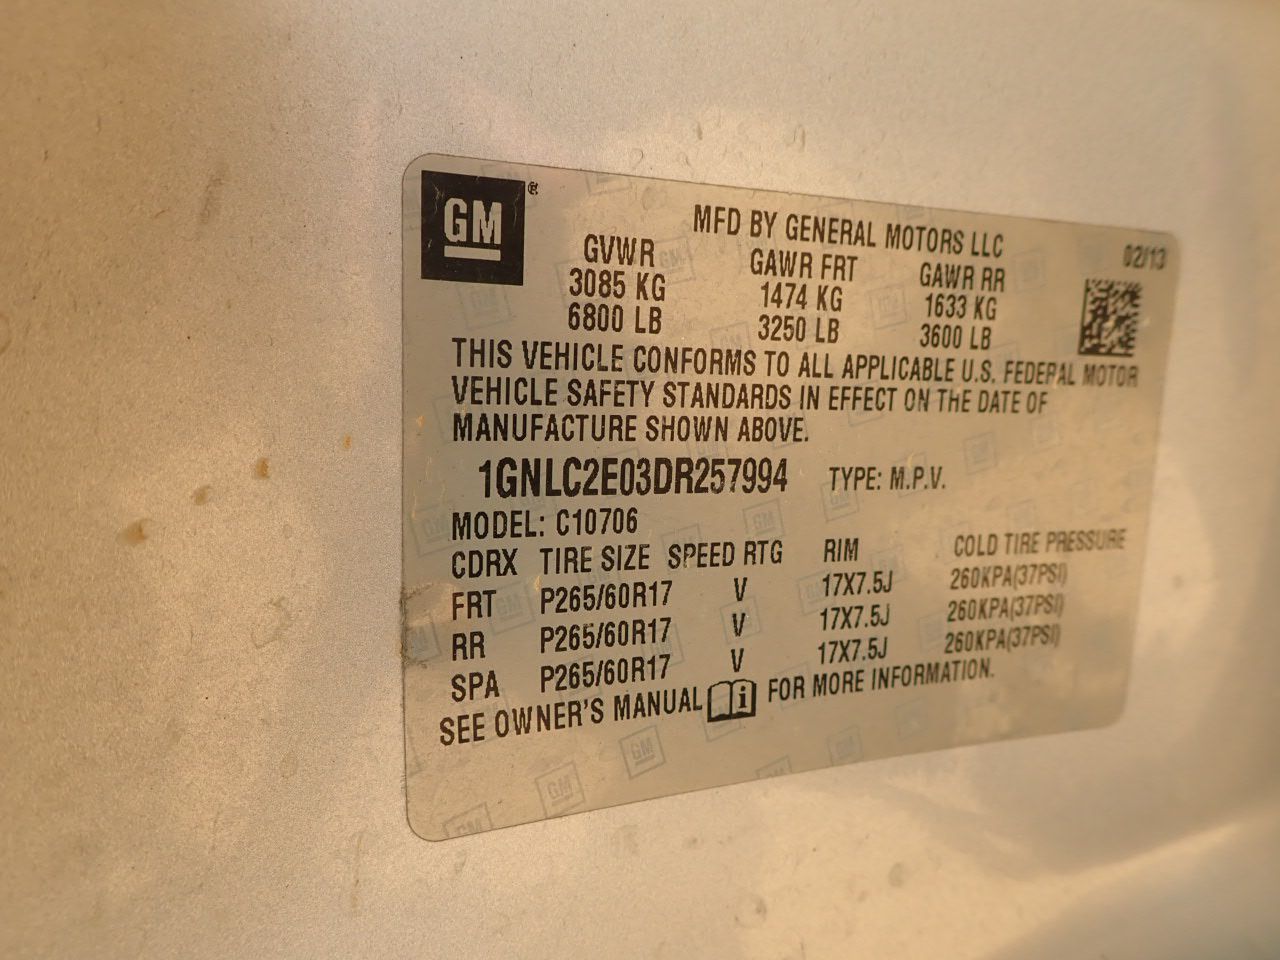 GM ®
MFD BY GENERAL MOTORS LLC
02/13
GVWR GAWR FRT GAWR RR
3085 KG 1474 KG 1633 KG
6800 LB 3250 LB 3600 LB
THIS VEHICLE CONFORMS TO ALL APPLICABLE U.S. FEDERAL MOTOR
VEHICLE SAFETY STANDARDS IN EFFECT ON THE DATE OF
MANUFACTURE SHOWN ABOVE.
1GNLC2E03DR257994 TYPE: M.P.V.
MODEL: C10706
CDRX TIRE SIZE SPEED RTG RIM COLD TIRE PRESSURE
FRT P265/60R17 V 17X7.5J 260KPA(37PSI)
RR P265/60R17 V 17X7.5J 260KPA(37PSI)
SPA P265/60R17 V 17X7.5J 260KPA(37PSI)
SEE OWNER'S MANUAL i FOR MORE INFORMATION.